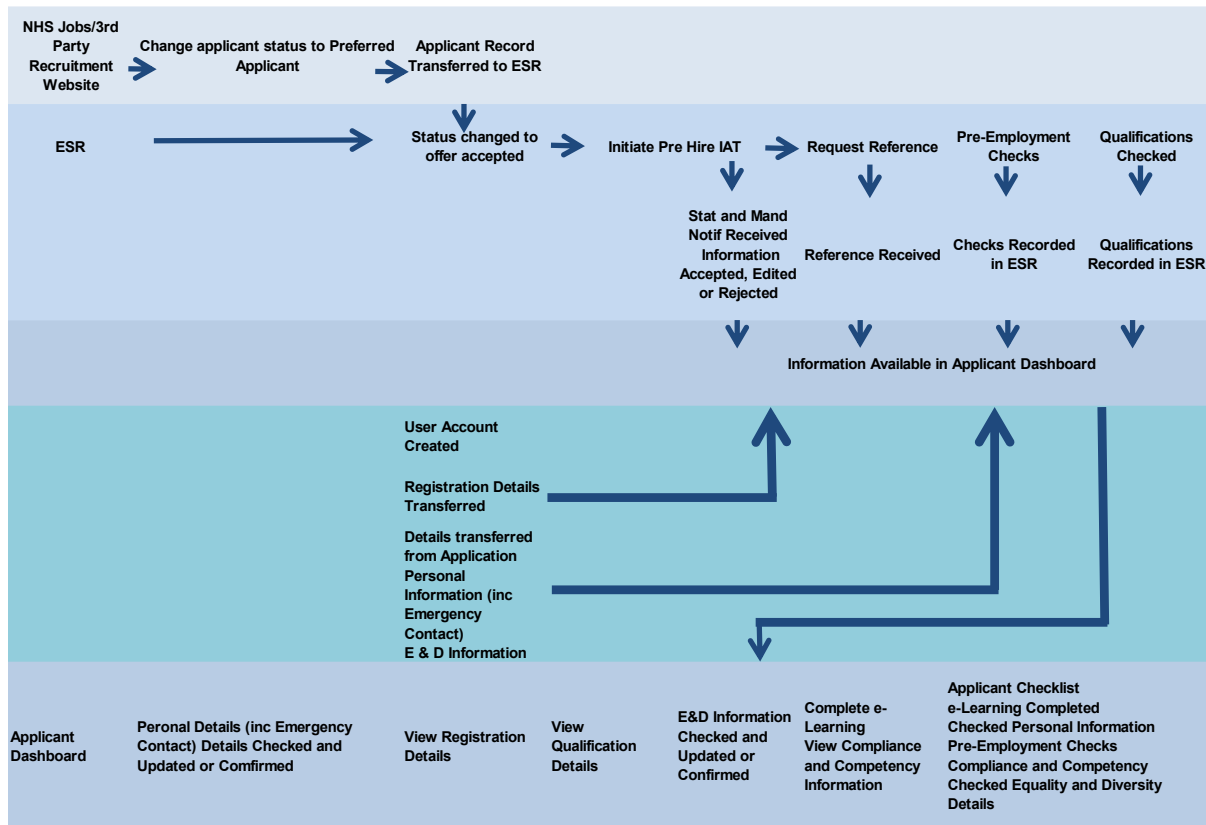 NHS Jobs/3rd
Party
Recruitment
Website
Change applicant status to Preferred
Applicant
Applicant Record
Transferred to ESR
ESR
Status changed to
offer accepted
Initiate Pre Hire IAT
Request Reference
Pre-Employment
Checks
Qualifications
Checked
Stat and Mand
Notif Received
Information
Accepted, Edited
or Rejected
Reference Received
Checks Recorded
in ESR
Qualifications
Recorded in ESR
Information Available in Applicant Dashboard
User Account
Created
Registration Details
Transferred
Details transferred
from Application
Personal
Information (inc
Emergency
Contact)
E & D Information
Applicant
Dashboard
Peronal Details (inc Emergency
Contact) Details Checked and
Updated or Comfirmed
View Registration
Details
View
Qualification
Details
E&D Information
Checked and
Updated or
Confirmed
Complete e-
Learning
View Compliance
and Competency
Information
Applicant Checklist
e-Learning Completed
Checked Personal Information
Pre-Employment Checks
Compliance and Competency
Checked Equality and Diversity
Details